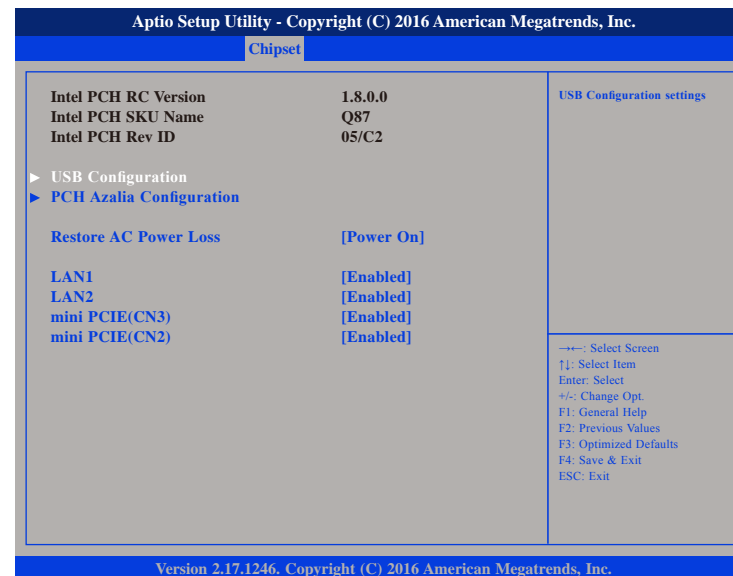 Aptio Setup Utility - Copyright (C) 2016 American Megatrends, Inc.
Chipset
Intel PCH RC Version 1.8.0.0
Intel PCH SKU Name Q87
Intel PCH Rev ID 05/C2
► USB Configuration
► PCH Azalia Configuration
Restore AC Power Loss [Power On]
LAN1 [Enabled]
LAN2 [Enabled]
mini PCIE(CN3) [Enabled]
mini PCIE(CN2) [Enabled]
USB Configuration settings
→←: Select Screen
↑↓: Select Item
Enter: Select
+/-: Change Opt.
F1: General Help
F2: Previous Values
F3: Optimized Defaults
F4: Save & Exit
ESC: Exit
Version 2.17.1246. Copyright (C) 2016 American Megatrends, Inc.